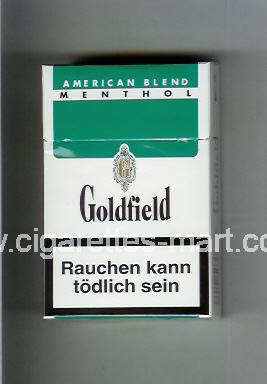 AMERICAN BLEND
MENTHOL
G
Goldfield
www.cigarettes-mart.com
Rauchen kann
tödlich sein